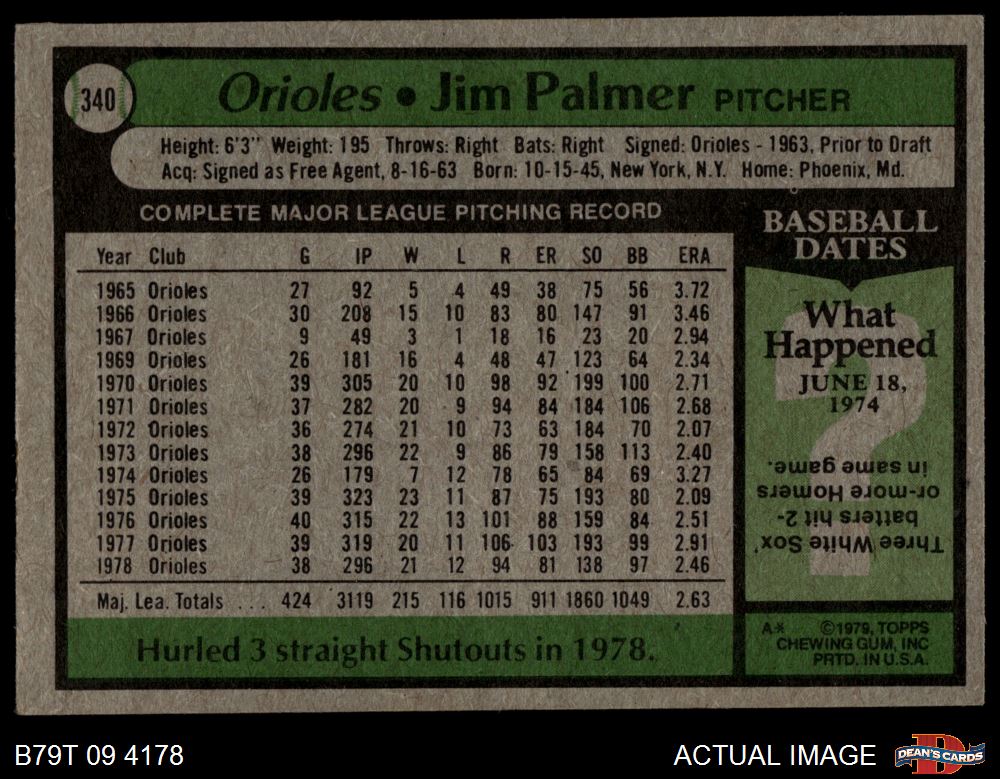 340
Orioles • Jim Palmer PITCHER
Height: 6'3" Weight: 195 Throws: Right Bats: Right Signed: Orioles - 1963, Prior to Draft
Acq: Signed as Free Agent, 8-16-63 Born: 10-15-45, New York, N.Y. Home: Phoenix, Md.
COMPLETE MAJOR LEAGUE PITCHING RECORD
Year Club G IP W L R ER SO BB ERA
1965 Orioles 27 92 5 4 49 38 75 56 3.72
1966 Orioles 30 208 15 10 83 80 147 91 3.46
1967 Orioles 9 49 3 1 18 16 23 20 2.94
1969 Orioles 26 181 16 4 48 47 123 64 2.34
1970 Orioles 39 305 20 10 98 92 199 100 2.71
1971 Orioles 37 282 20 9 94 84 184 106 2.68
1972 Orioles 36 274 21 10 73 63 184 70 2.07
1973 Orioles 38 296 22 9 86 79 158 113 2.40
1974 Orioles 26 179 7 12 78 65 84 69 3.27
1975 Orioles 39 323 23 11 87 75 193 80 2.09
1976 Orioles 40 315 22 13 101 88 159 84 2.51
1977 Orioles 39 319 20 11 106 103 193 99 2.91
1978 Orioles 38 296 21 12 94 81 138 97 2.46
Maj. Lea. Totals ... 424 3119 215 116 1015 911 1860 1049 2.63
Hurled 3 straight Shutouts in 1978.
BASEBALL
DATES
What
Happened
JUNE 18,
1974
?
Three White Sox'
batters hit 2-
or-more Homers
in same game.
A* ©1979, TOPPS
CHEWING GUM, INC
PRTD. IN U.S.A.
B79T 09 4178
ACTUAL IMAGE
D
DEAN'S CARDS